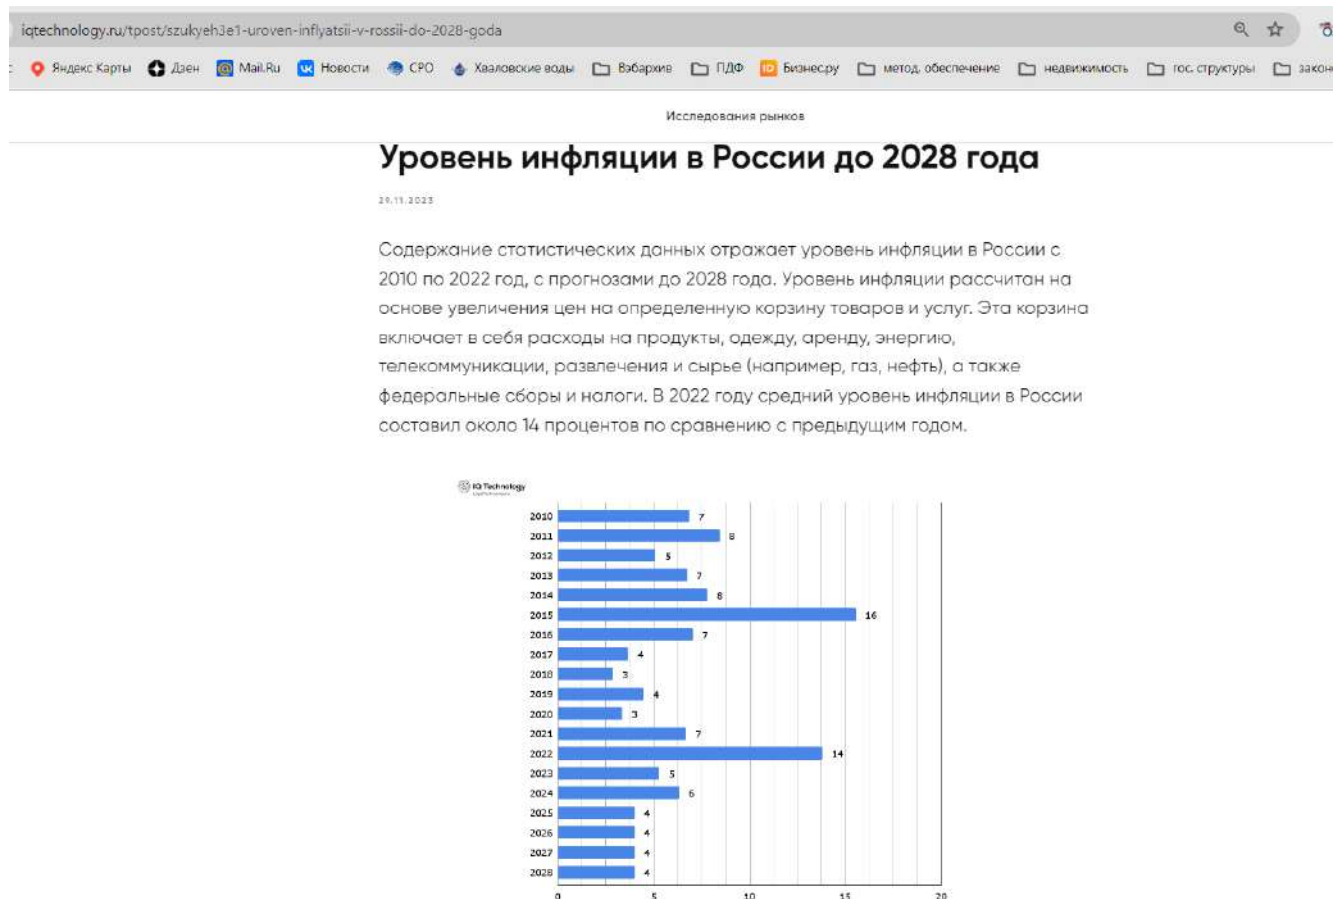 iqtechnology.ru/tpost/szukyeh3e1-uroven-inflyatsii-v-rossii-do-2028-goda
Яндекс Карты Дзен Mail.Ru Новости СРО Хваловские воды Вэбархив ПДФ Бизнес.ру метод. обеспечение недвижимость гос. структуры
Исследования рынков
Уровень инфляции в России до 2028 года
29.11.2023
Содержание статистических данных отражает уровень инфляции в России с
2010 по 2022 год, с прогнозами до 2028 года. Уровень инфляции рассчитан на
основе увеличения цен на определенную корзину товаров и услуг. Эта корзина
включает в себя расходы на продукты, одежду, аренду, энергию,
телекоммуникации, развлечения и сырье (например, газ, нефть), а также
федеральные сборы и налоги. В 2022 году средний уровень инфляции в России
составил около 14 процентов по сравнению с предыдущим годом.
IQ Technology
2010 7
2011 8
2012 5
2013 7
2014 8
2015 16
2016 7
2017 4
2018 3
2019 4
2020 3
2021 7
2022 14
2023 5
2024 6
2025 4
2026 4
2027 4
2028 4
0 5 10 15 20